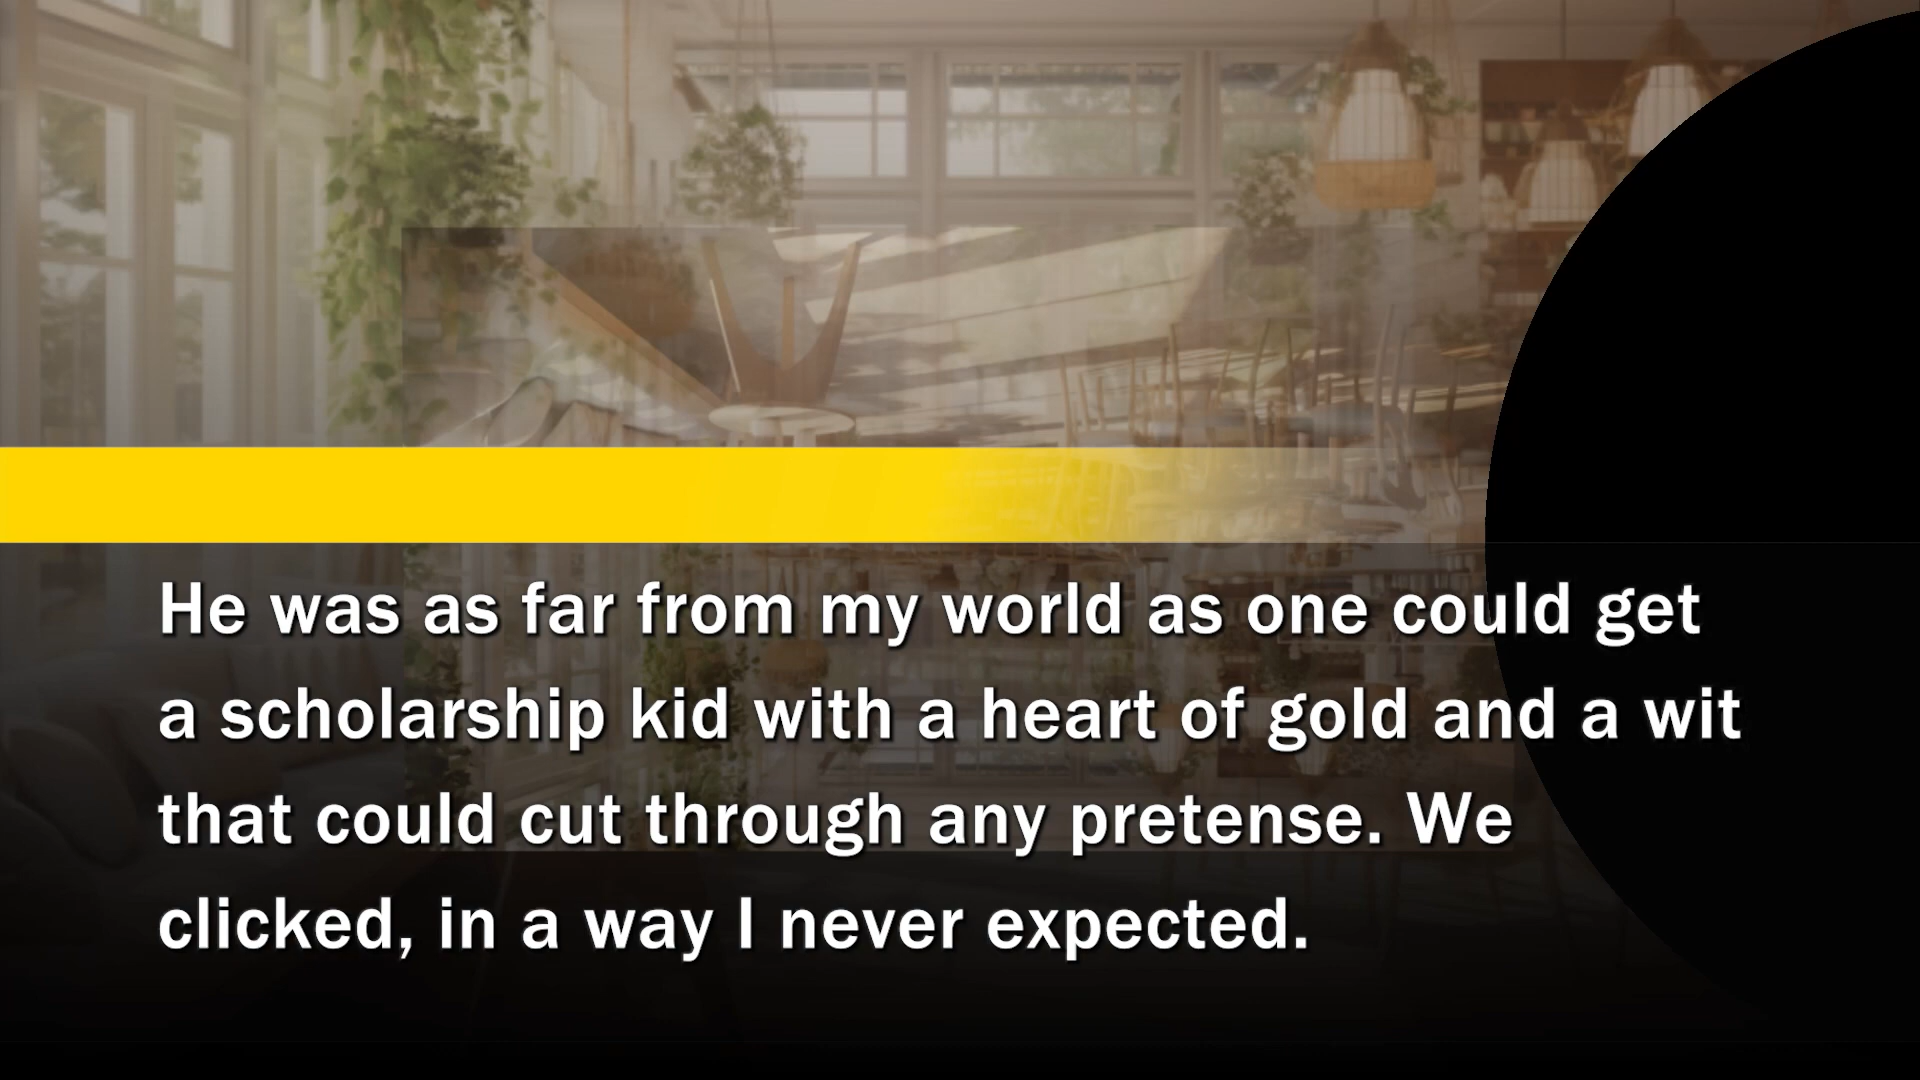 He was as far from my world as one could get
a scholarship kid with a heart of gold and a wit
that could cut through any pretense. We
clicked, in a way I never expected.